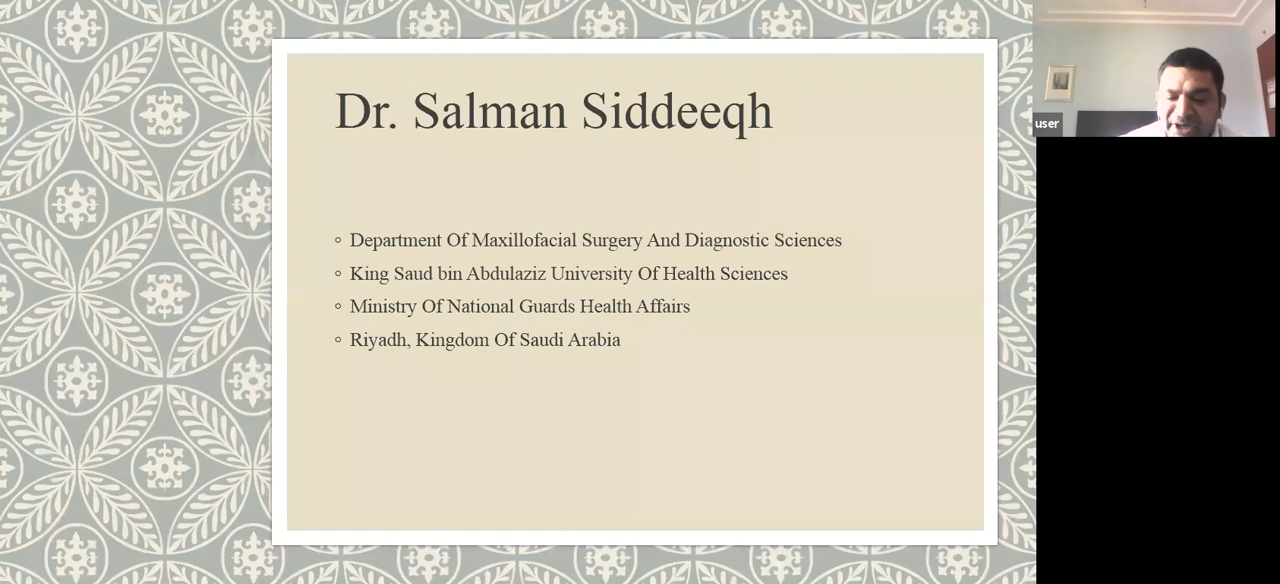 Dr. Salman Siddeeqh
Department Of Maxillofacial Surgery And Diagnostic Sciences
King Saud bin Abdulaziz University Of Health Sciences
Ministry Of National Guards Health Affairs
Riyadh, Kingdom Of Saudi Arabia
user